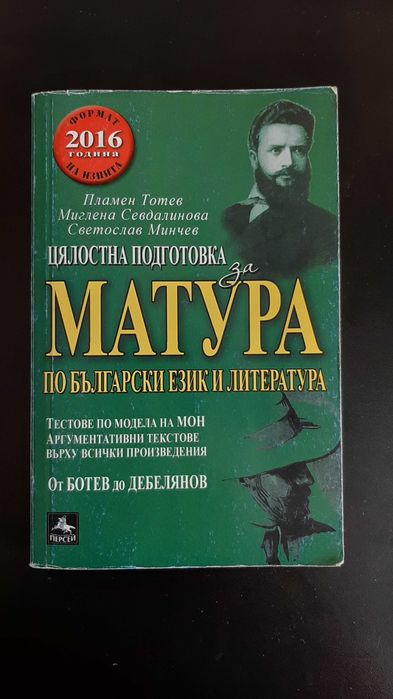 ФОРМАТ
2016
година
НА ИЗПИТА
Пламен Тотев
Миглена Севдалинова
Светослав Минчев
ЦЯЛОСТНА ПОДГОТОВКА
за
МАТУРА
ПО БЪЛГАРСКИ ЕЗИК И ЛИТЕРАТУРА
ТЕСТОВЕ ПО МОДЕЛА НА МОН
АРГУМЕНТАТИВНИ ТЕКСТОВЕ
ВЪРХУ ВСИЧКИ ПРОИЗВЕДЕНИЯ
ОТ БОТЕВ ДО ДЕБЕЛЯНОВ
ПЕРСЕЙ